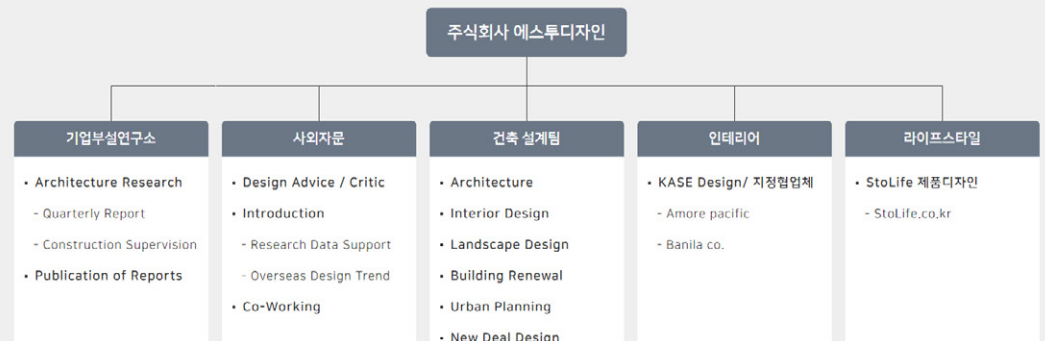 주식회사 에스투디자인
기업부설연구소
• Architecture Research
- Quarterly Report
- Construction Supervision
• Publication of Reports
사외자문
• Design Advice / Critic
• Introduction
- Research Data Support
- Overseas Design Trend
• Co-Working
건축 설계팀
• Architecture
• Interior Design
• Landscape Design
• Building Renewal
• Urban Planning
• New Deal Design
인테리어
• KASE Design/ 지정협업체
- Amore pacific
- Banila co.
라이프스타일
• StoLife 제품디자인
- StoLife.co.kr